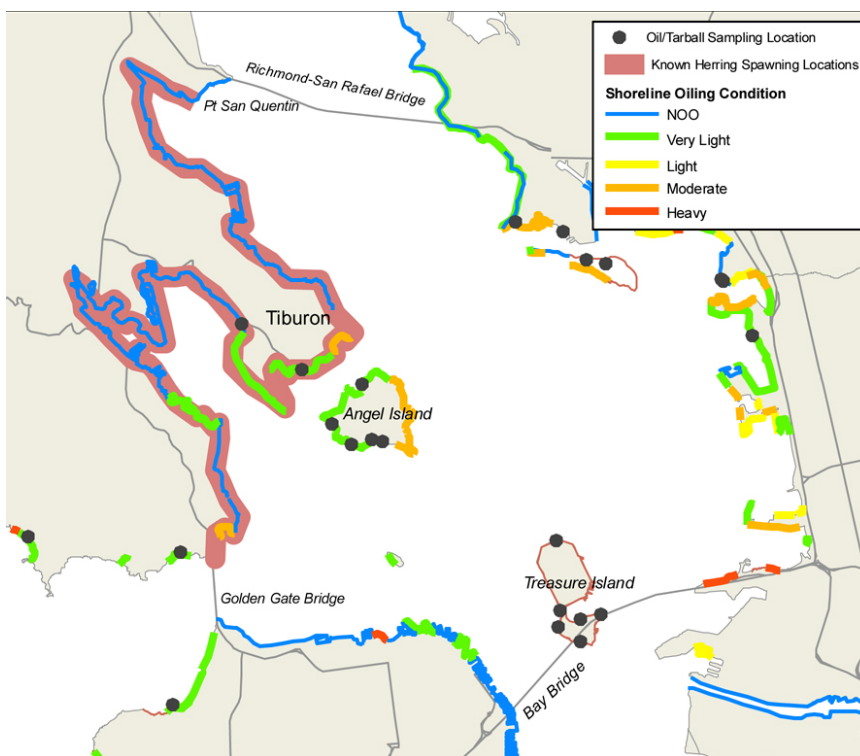 Oil/Tarball Sampling Location
Known Herring Spawning Locations
Shoreline Oiling Condition
NOO
Very Light
Light
Moderate
Heavy
Richmond-San Rafael Bridge
Pt San Quentin
Tiburon
Angel Island
Treasure Island
Golden Gate Bridge
Bay Bridge